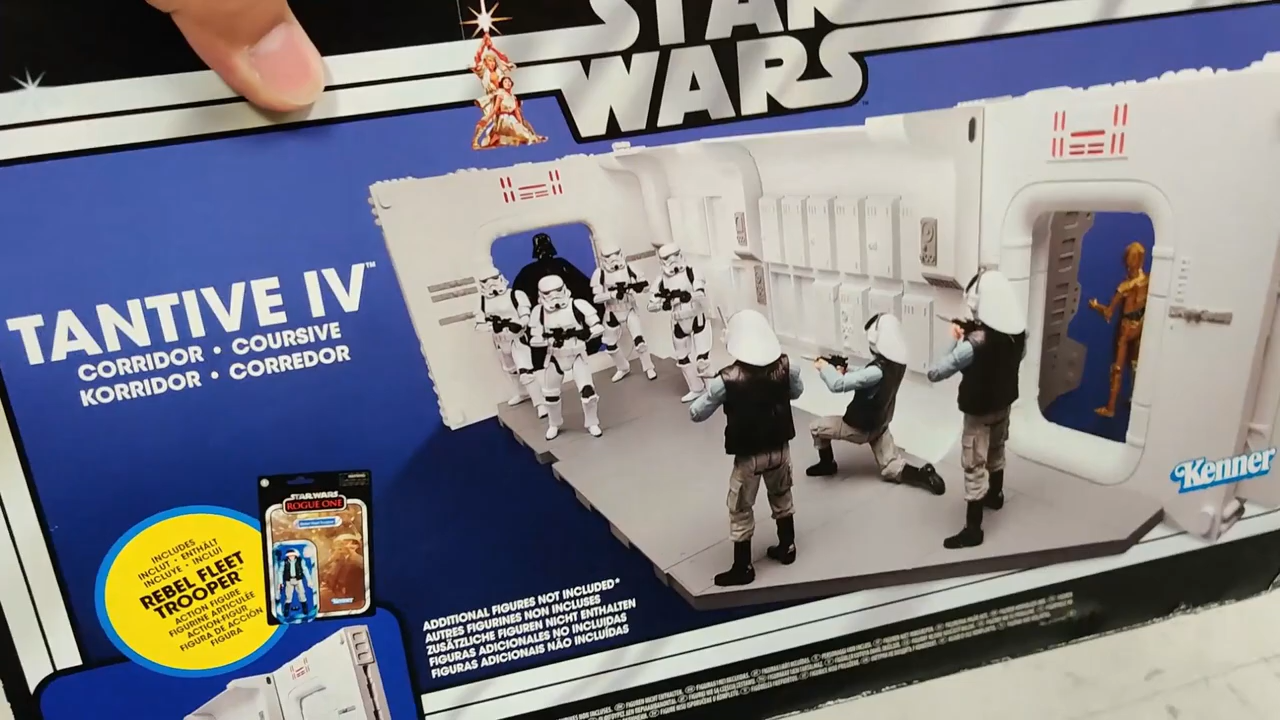 STAR
WARS
TANTIVE IV™
CORRIDOR • COURSIVE
KORRIDOR • CORREDOR
Kenner
STAR WARS
ROGUE ONE
INCLUDES
INCLUT • ENTHÄLT
INCLUYE • INCLUI
REBEL FLEET
TROOPER
ACTION FIGURE
FIGURINE ARTICULÉE
ACTION-FIGUR
FIGURA DE ACCIÓN
FIGURA
Kenner
ADDITIONAL FIGURES NOT INCLUDED*
AUTRES FIGURINES NON INCLUSES
ZUSÄTZLICHE FIGUREN NICHT ENTHALTEN
FIGURAS ADICIONALES NO INCLUIDAS
FIGURAS ADICIONAIS NÃO INCLUÍDAS